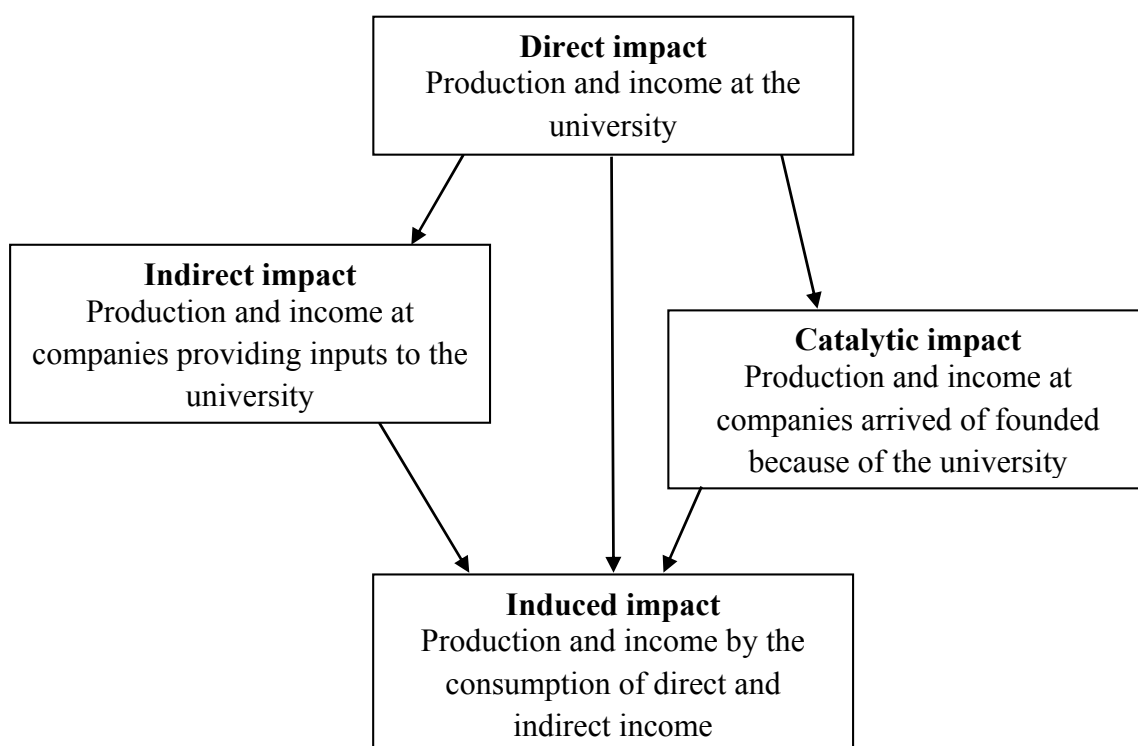 Direct impact
Production and income at the
university
Indirect impact
Production and income at
companies providing inputs to the
university
Catalytic impact
Production and income at
companies arrived of founded
because of the university
Induced impact
Production and income by the
consumption of direct and
indirect income